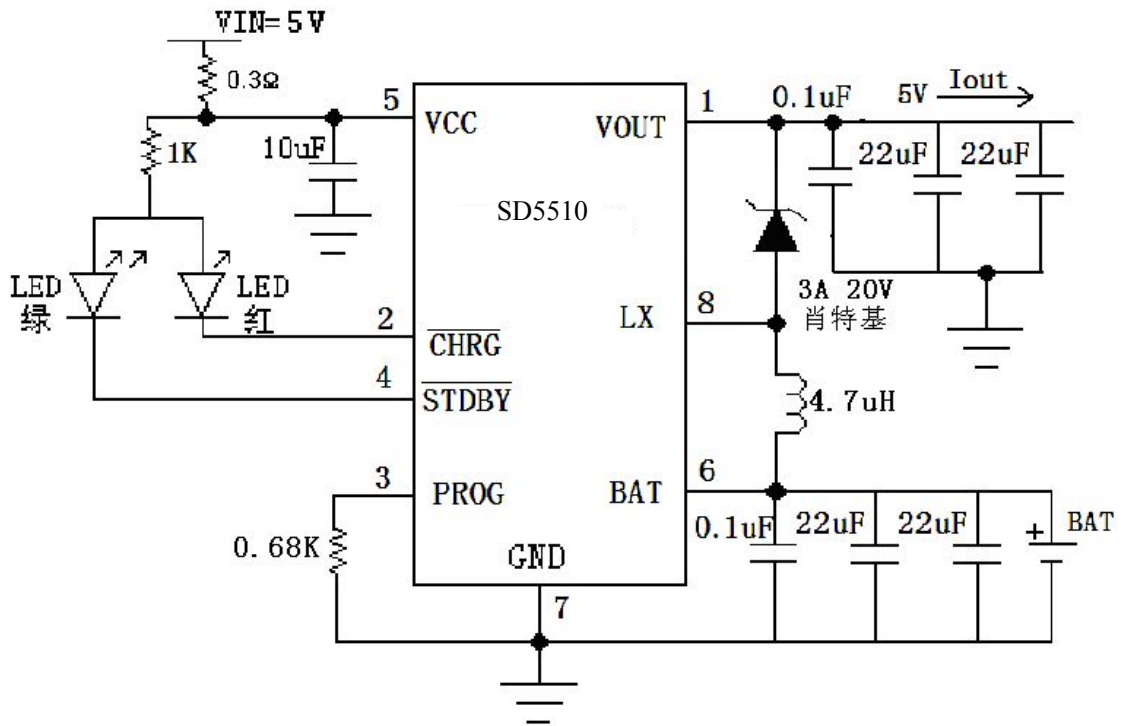 VIN=5V
0.3Ω
1K
10uF
LED
绿
LED
红
5
VCC
2
CHRG
4
STDBY
3
PROG
0.68K
SD5510
GND
7
1
VOUT
0.1uF
5V
Iout
22uF
22uF
3A 20V
肖特基
8
LX
4.7uH
6
BAT
0.1uF
22uF
22uF
+
BAT